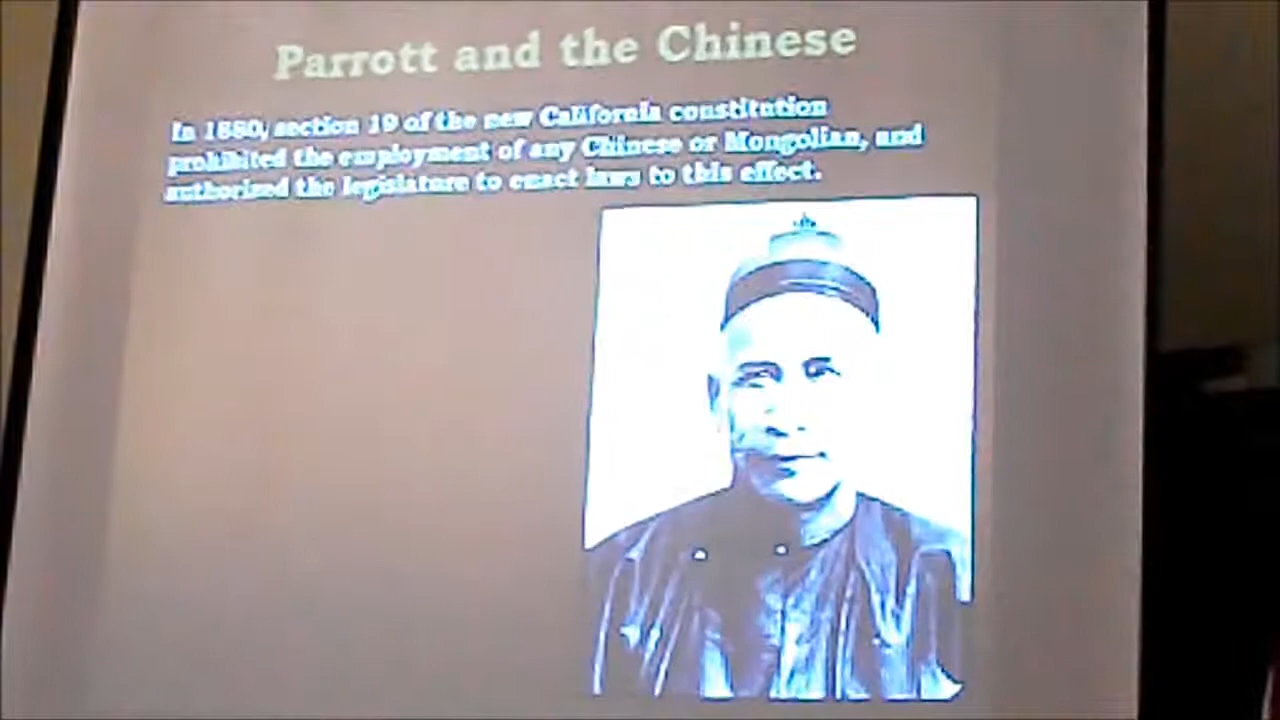 Parrott and the Chinese
In 1880, section 19 of the new California constitution
prohibited the employment of any Chinese or Mongolian, and
authorized the legislature to enact laws to this effect.